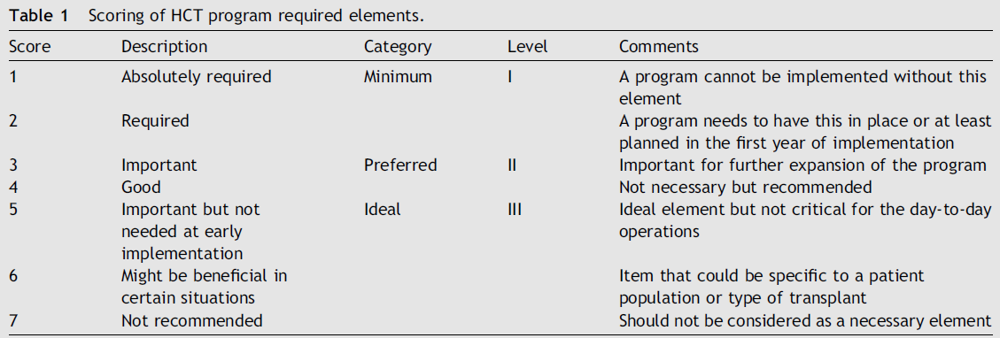 Table 1 Scoring of HCT program required elements.
Score Description Category Level Comments
1 Absolutely required Minimum I A program cannot be implemented without this
element
2 Required A program needs to have this in place or at least
planned in the first year of implementation
3 Important Preferred II Important for further expansion of the program
4 Good Not necessary but recommended
5 Important but not Ideal III Ideal element but not critical for the day-to-day
needed at early operations
implementation
6 Might be beneficial in Item that could be specific to a patient
certain situations population or type of transplant
7 Not recommended Should not be considered as a necessary element